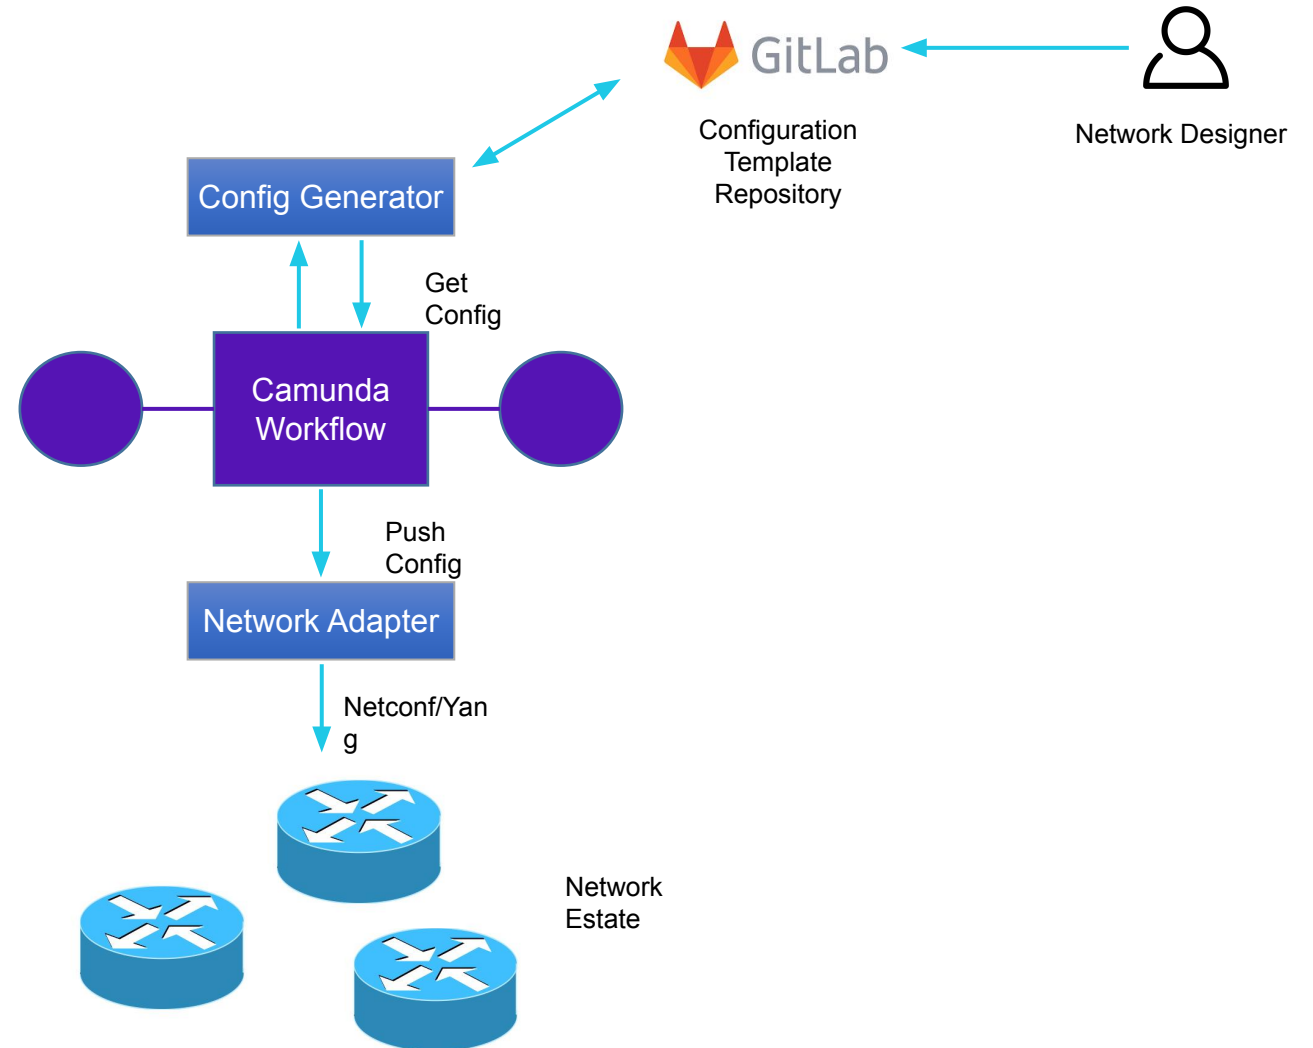 GitLab
Configuration
Template
Repository
Network Designer
Config Generator
Get
Config
Camunda
Workflow
Push
Config
Network Adapter
Netconf/Yan
g
Network
Estate